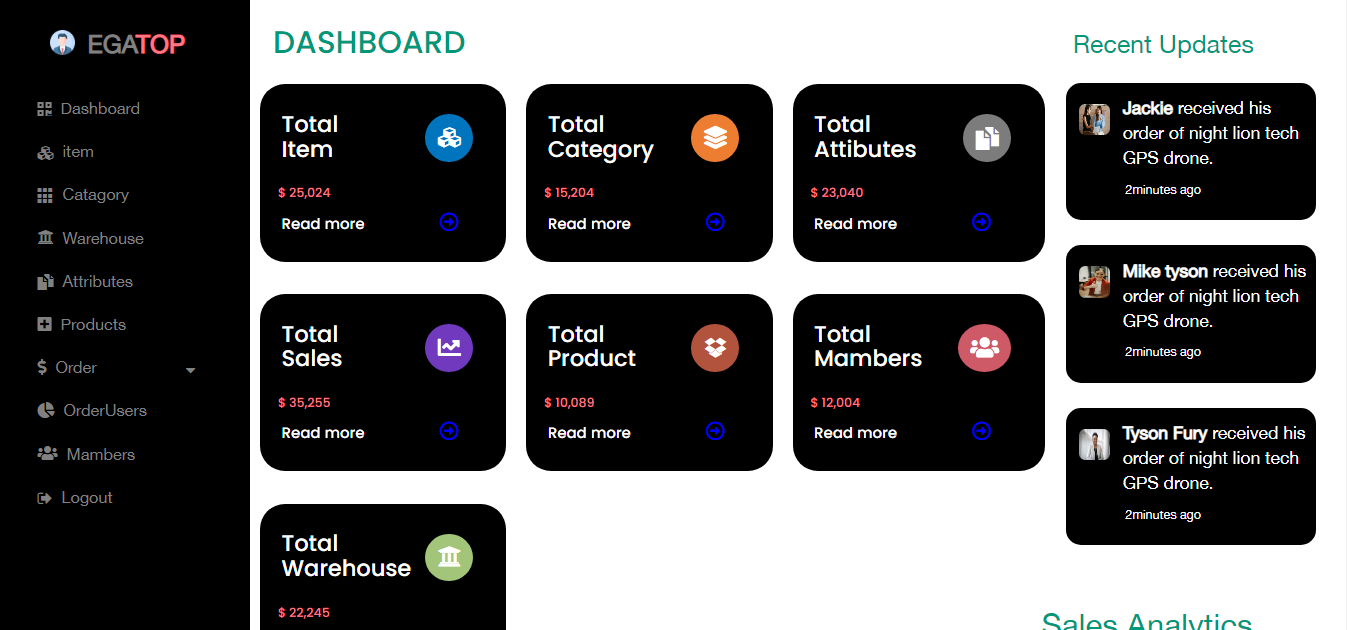 EGATOP
Dashboard
item
Catagory
Warehouse
Attributes
Products
$ Order
OrderUsers
Mambers
Logout
DASHBOARD
Total
Item
$ 25,024
Read more
Total
Category
$ 15,204
Read more
Total
Attibutes
$ 23,040
Read more
Total
Sales
$ 35,255
Read more
Total
Product
$ 10,089
Read more
Total
Mambers
$ 12,004
Read more
Total
Warehouse
$ 22,245
Recent Updates
Jackie received his
order of night lion tech
GPS drone.
2minutes ago
Mike tyson received his
order of night lion tech
GPS drone.
2minutes ago
Tyson Fury received his
order of night lion tech
GPS drone.
2minutes ago
Sales Analytics